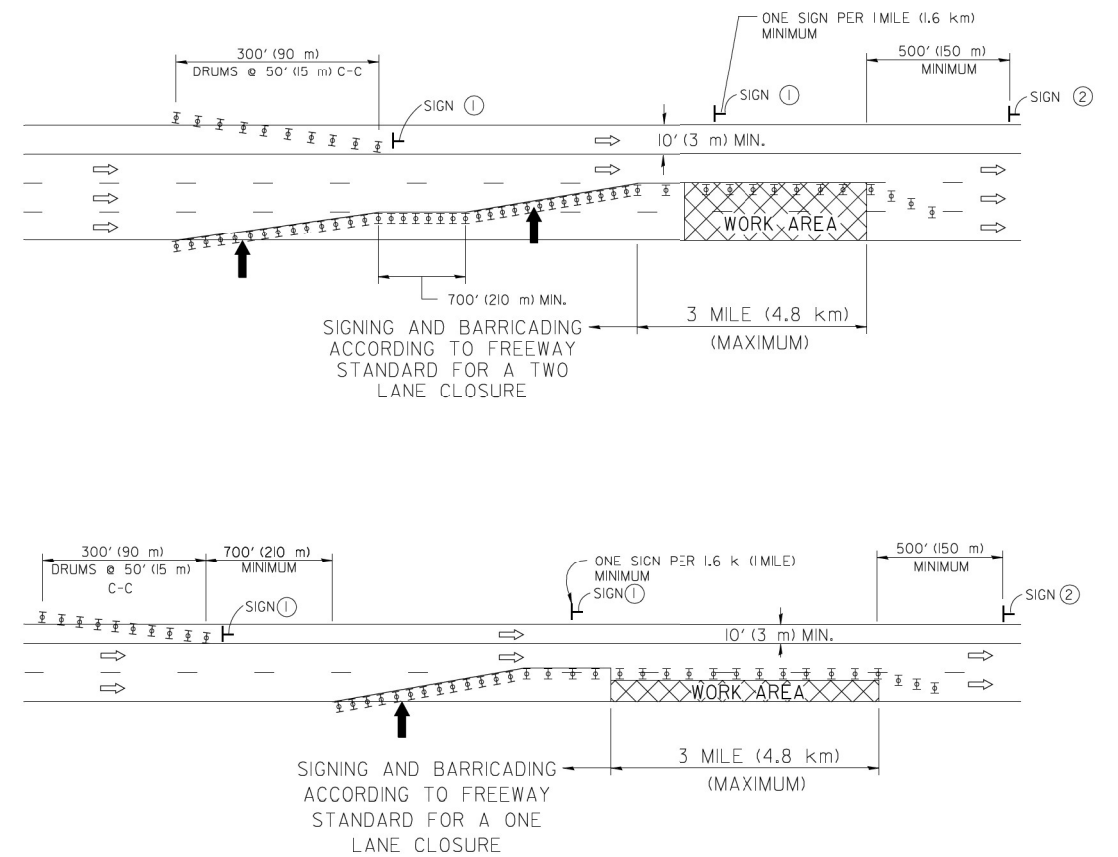 ONE SIGN PER 1 MILE (1.6 km)
MINIMUM
300' (90 m)
DRUMS @ 50' (15 m) C-C
500' (150 m)
MINIMUM
SIGN 1
SIGN 1
SIGN 2
10' (3 m) MIN.
WORK AREA
700' (210 m) MIN.
3 MILE (4.8 km)
(MAXIMUM)
SIGNING AND BARRICADING
ACCORDING TO FREEWAY
STANDARD FOR A TWO
LANE CLOSURE
300' (90 m)
DRUMS @ 50' (15 m)
C-C
700' (210 m)
MINIMUM
ONE SIGN PER 1.6 k (1 MILE)
MINIMUM
SIGN 1
500' (150 m)
MINIMUM
SIGN 1
SIGN 2
10' (3 m) MIN.
WORK AREA
3 MILE (4.8 km)
(MAXIMUM)
SIGNING AND BARRICADING
ACCORDING TO FREEWAY
STANDARD FOR A ONE
LANE CLOSURE